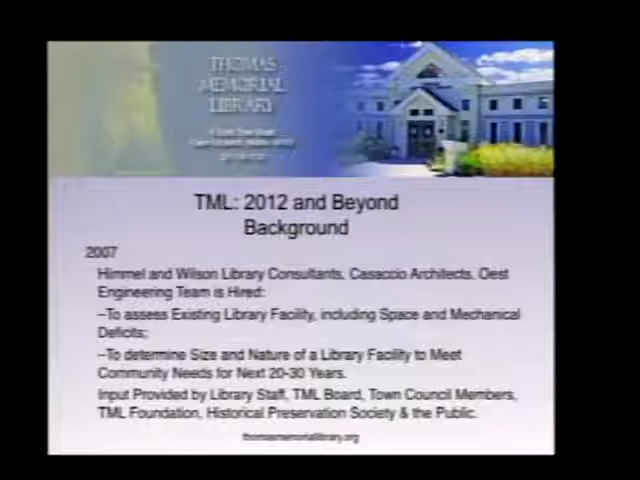 THOMAS
MEMORIAL
LIBRARY
TML: 2012 and Beyond
Background
2007
Himmel and Wilson Library Consultants, Casaccio Architects, Oest
Engineering Team is Hired:
–To assess Existing Library Facility, including Space and Mechanical
Deficits;
–To determine Size and Nature of a Library Facility to Meet
Community Needs for Next 20-30 Years.
Input Provided by Library Staff, TML Board, Town Council Members,
TML Foundation, Historical Preservation Society & the Public.
thomasmemoriallibrary.org